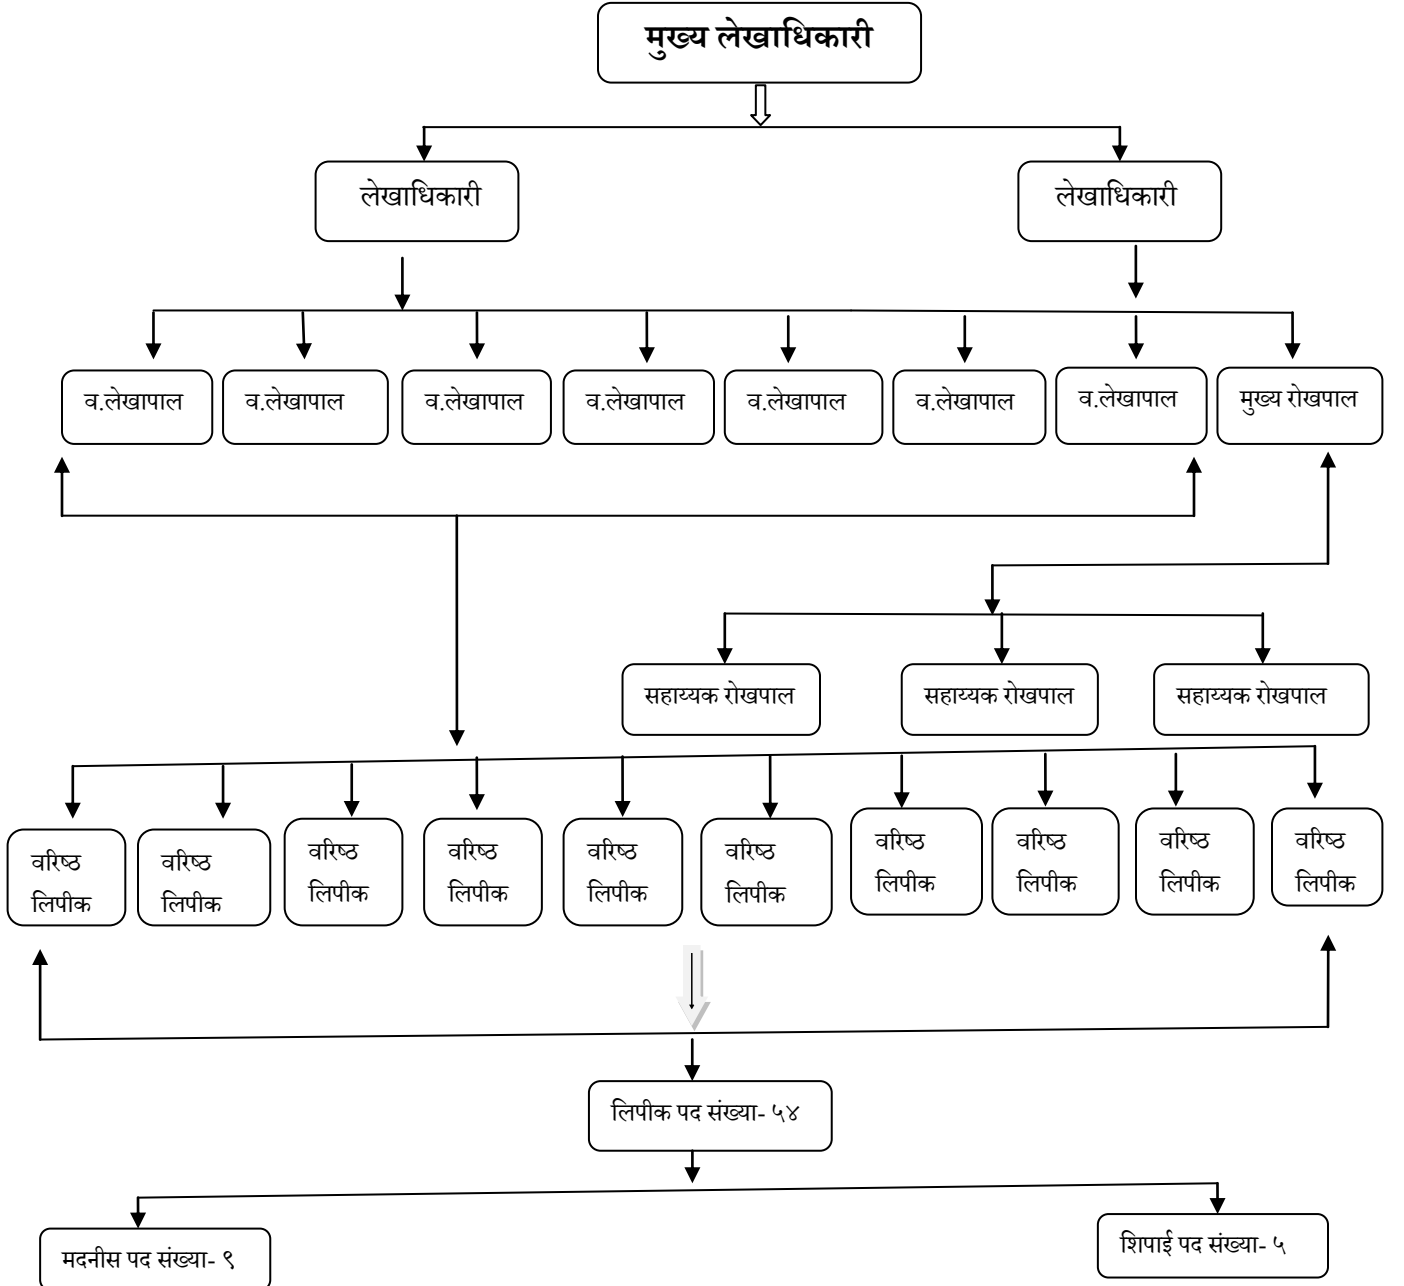 मुख्य लेखाधिकारी
लेखाधिकारी
लेखाधिकारी
व.लेखापाल
व.लेखापाल
व.लेखापाल
व.लेखापाल
व.लेखापाल
व.लेखापाल
व.लेखापाल
मुख्य रोखपाल
सहाय्यक रोखपाल
सहाय्यक रोखपाल
सहाय्यक रोखपाल
वरिष्ठ
लिपीक
वरिष्ठ
लिपीक
वरिष्ठ
लिपीक
वरिष्ठ
लिपीक
वरिष्ठ
लिपीक
वरिष्ठ
लिपीक
वरिष्ठ
लिपीक
वरिष्ठ
लिपीक
वरिष्ठ
लिपीक
वरिष्ठ
लिपीक
लिपीक पद संख्या- ५४
मदनीस पद संख्या- ९
शिपाई पद संख्या- ५